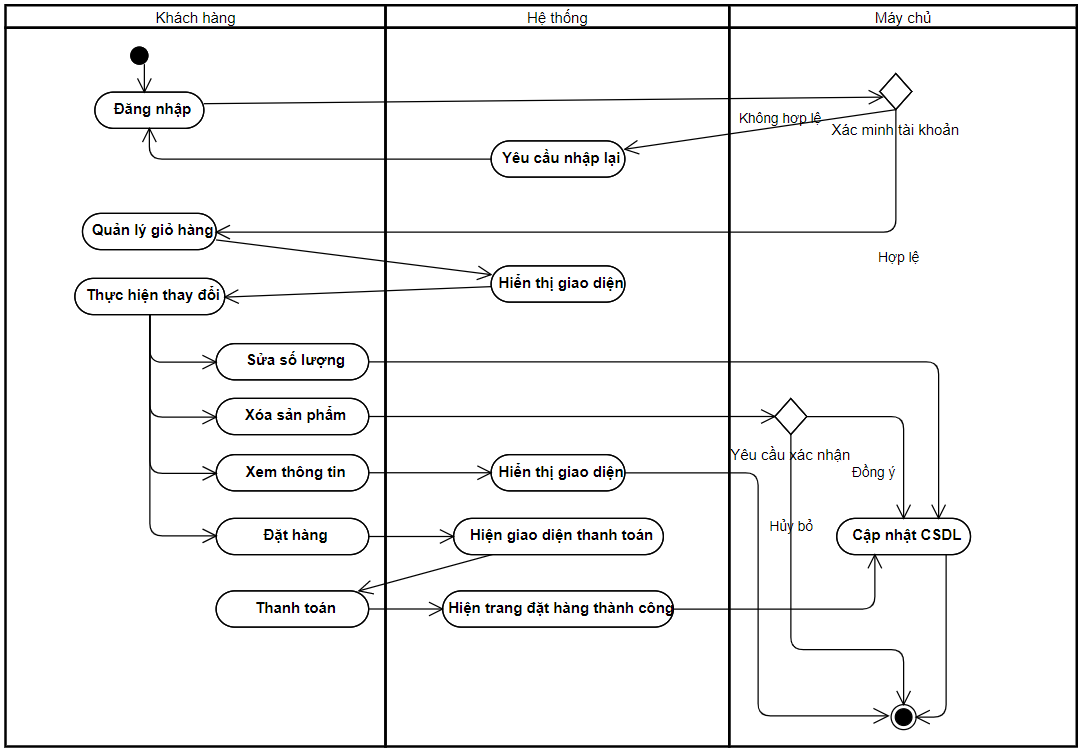 Khách hàng
Hệ thống
Máy chủ
Đăng nhập
Không hợp lệ
Xác minh tài khoản
Yêu cầu nhập lại
Quản lý giỏ hàng
Hợp lệ
Hiển thị giao diện
Thực hiện thay đổi
Sửa số lượng
Xóa sản phẩm
Yêu cầu xác nhận
Đồng ý
Xem thông tin
Hiển thị giao diện
Hủy bỏ
Đặt hàng
Hiện giao diện thanh toán
Cập nhật CSDL
Thanh toán
Hiện trang đặt hàng thành công